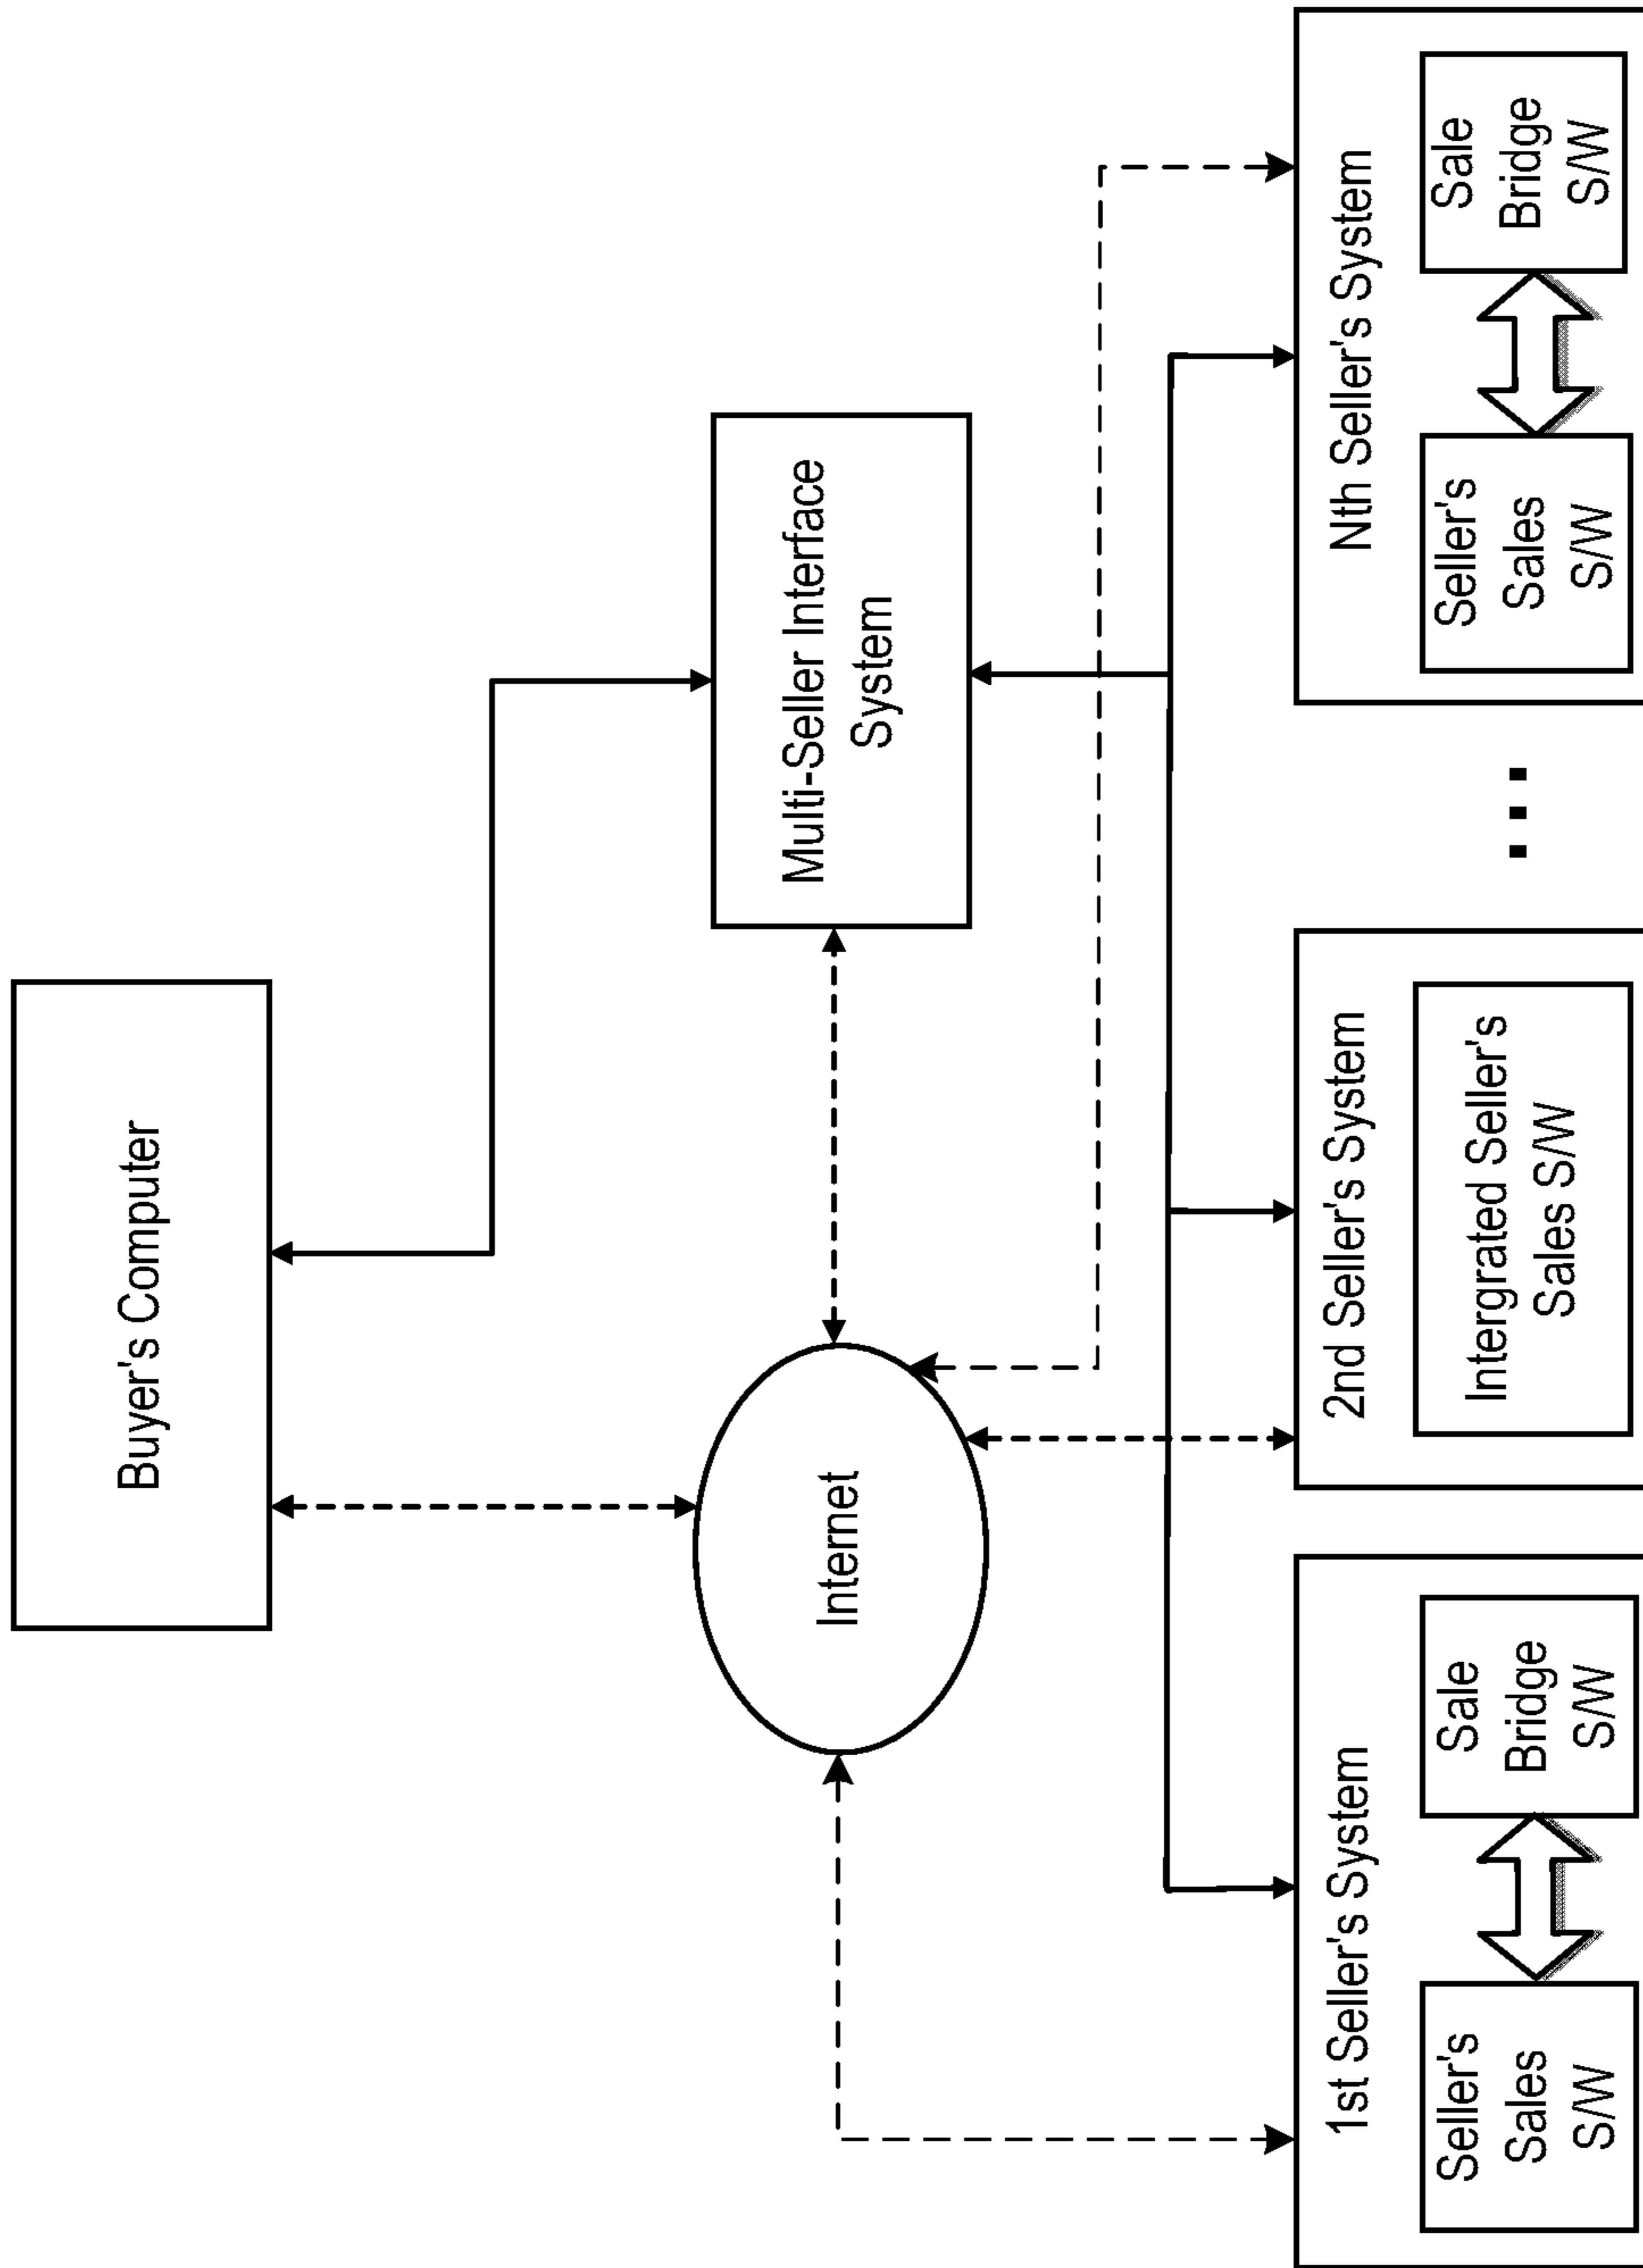 Buyer's Computer
Internet
Multi-Seller Interface
System
1st Seller's System
Seller's
Sales
S/W
Sale
Bridge
S/W
2nd Seller's System
Intergrated Seller's
Sales S/W
...
Nth Seller's System
Seller's
Sales
S/W
Sale
Bridge
S/W